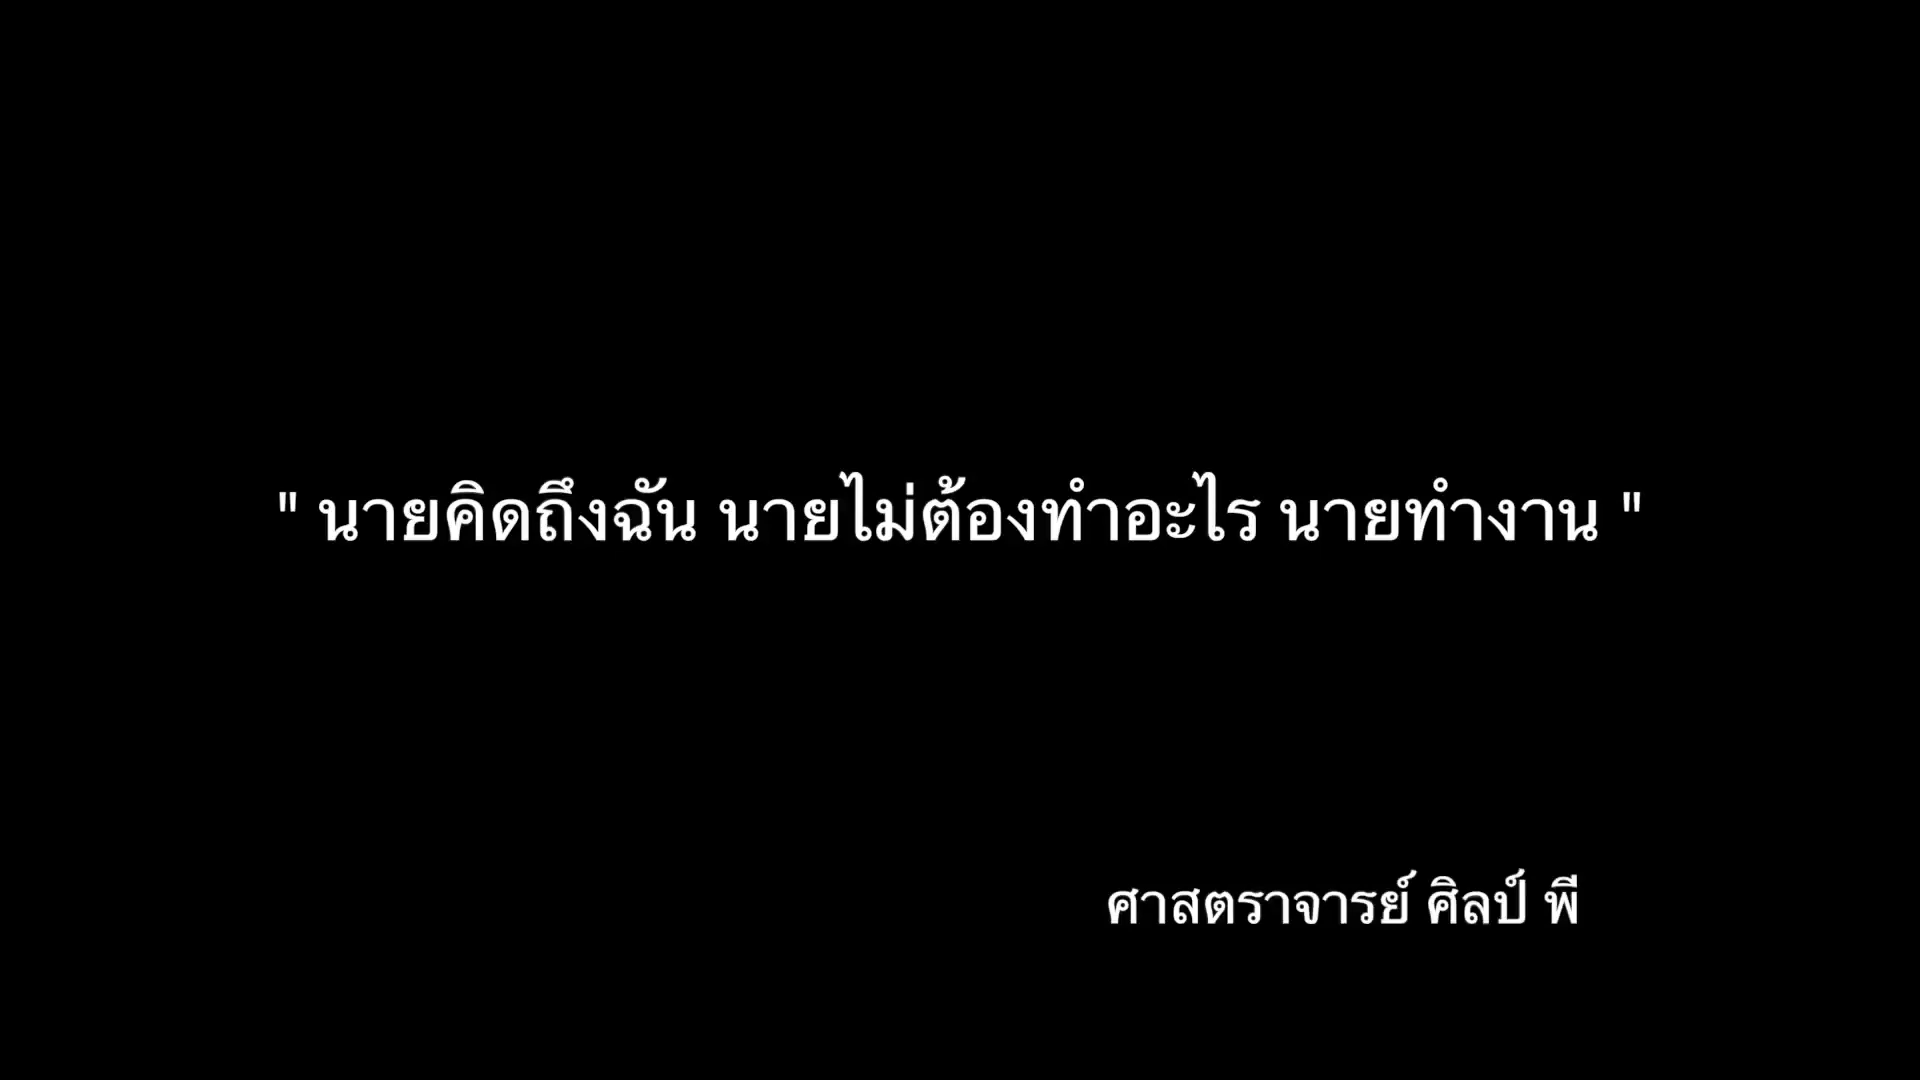 " นายคิดถึงฉัน นายไม่ต้องทำอะไร นายทำงาน "
ศาสตราจารย์ ศิลป์ พี